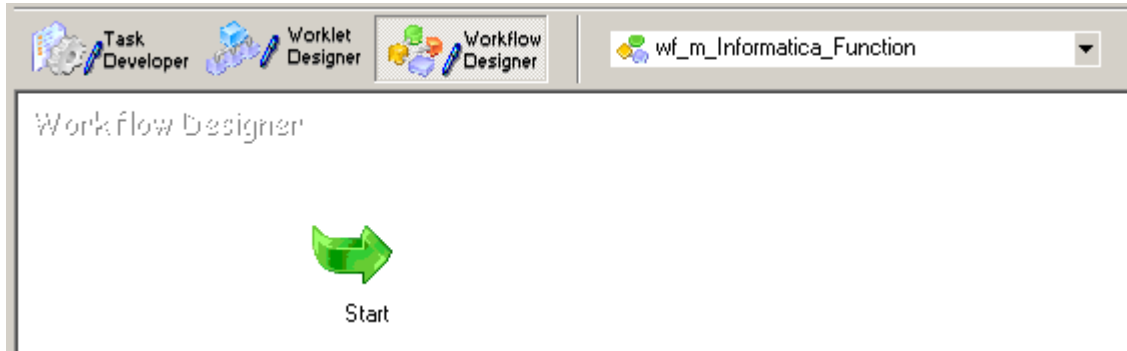 Task
Developer
Worklet
Designer
Workflow
Designer
wf_m_Informatica_Function
Workflow Designer
Start